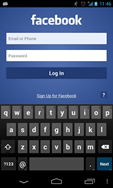 11:46
facebook
Email or Phone
Password
Log In
Sign Up for Facebook
?
q w e r t y u i o p
a s d f g h j k l
z x c v b n m
?123 Next